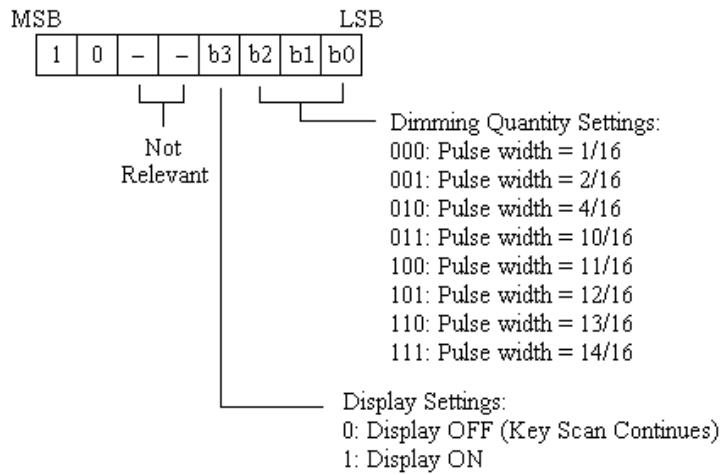 MSB LSB
1 0 – – b3 b2 b1 b0
Dimming Quantity Settings:
000: Pulse width = 1/16
001: Pulse width = 2/16
010: Pulse width = 4/16
011: Pulse width = 10/16
100: Pulse width = 11/16
101: Pulse width = 12/16
110: Pulse width = 13/16
111: Pulse width = 14/16
Not
Relevant
Display Settings:
0: Display OFF (Key Scan Continues)
1: Display ON